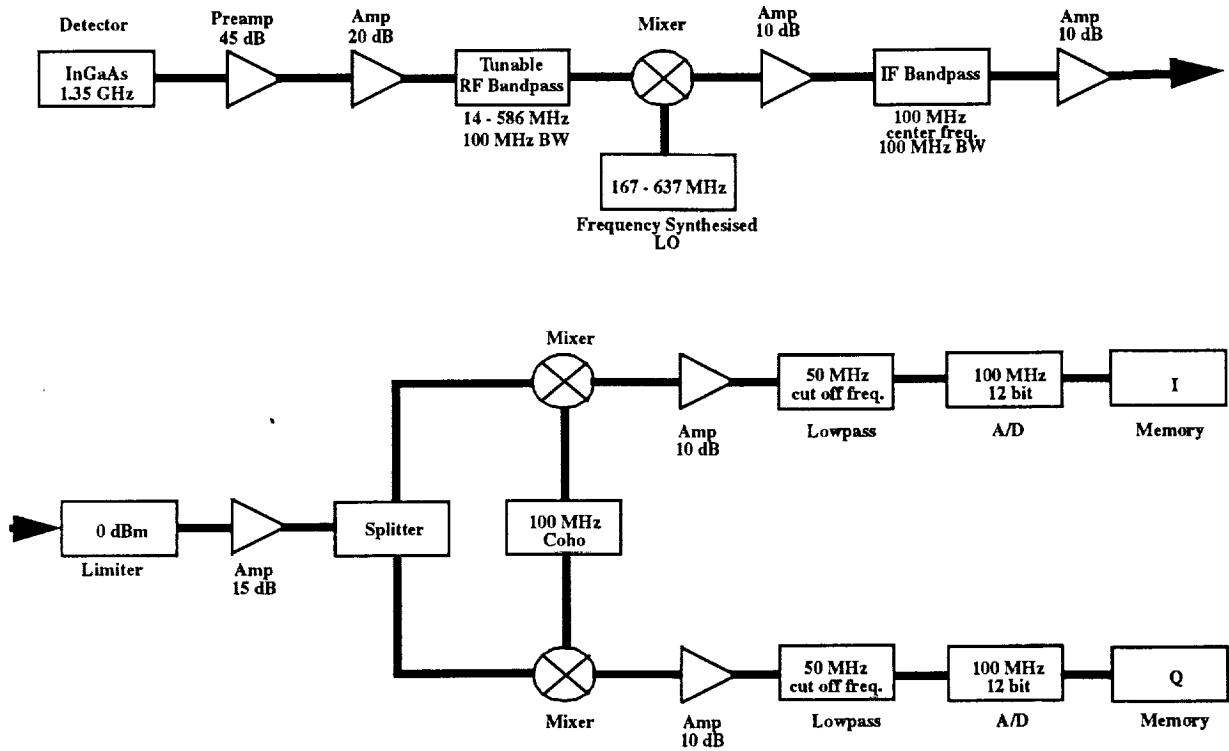 Detector
InGaAs
1.35 GHz
Preamp
45 dB
Amp
20 dB
Tunable
RF Bandpass
14 - 586 MHz
100 MHz BW
Mixer
167 - 637 MHz
Frequency Synthesised
LO
Amp
10 dB
IF Bandpass
100 MHz
center freq.
100 MHz BW
Amp
10 dB
0 dBm
Limiter
Amp
15 dB
Splitter
Mixer
100 MHz
Coho
Mixer
Amp
10 dB
50 MHz
cut off freq.
Lowpass
100 MHz
12 bit
A/D
I
Memory
Amp
10 dB
50 MHz
cut off freq.
Lowpass
100 MHz
12 bit
A/D
Q
Memory